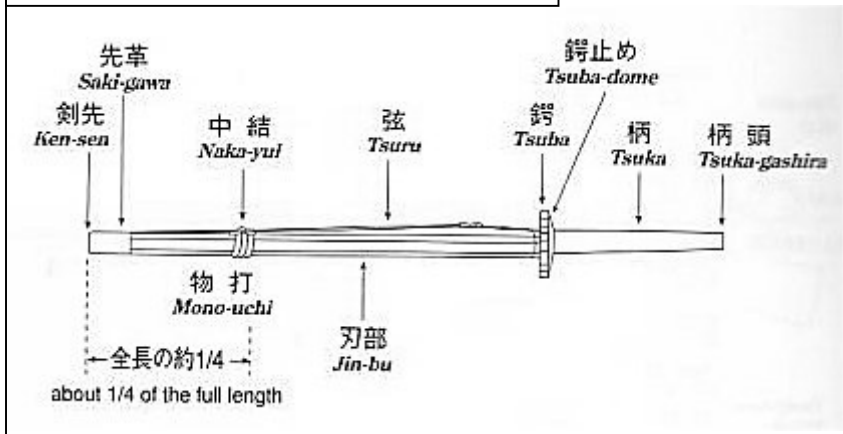 先革
Saki-gawa
剣先
Ken-sen
中結
Naka-yui
弦
Tsuru
鍔
Tsuba
鍔止め
Tsuba-dome
柄
Tsuka
柄頭
Tsuka-gashira
物打
Mono-uchi
刃部
Jin-bu
全長の約1/4
about 1/4 of the full length